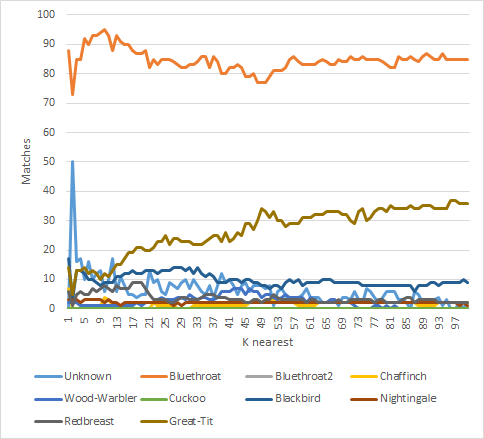 100
90
80
70
60
50
40
30
20
10
0
Matches
1 5 9 13 17 21 25 29 33 37 41 45 49 53 57 61 65 69 73 77 81 85 89 93 97
K nearest
Unknown Bluethroat Bluethroat2 Chaffinch
Wood-Warbler Cuckoo Blackbird Nightingale
Redbreast Great-Tit